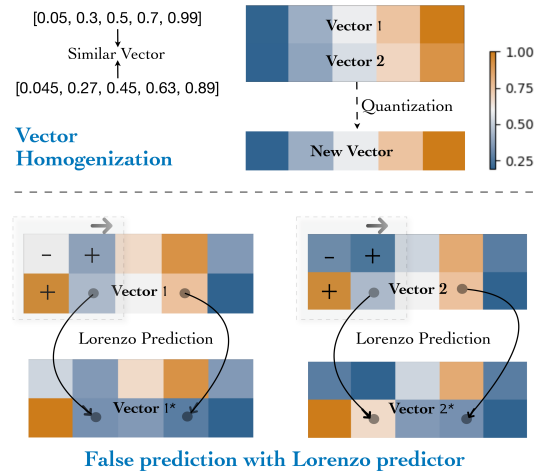 [0.05, 0.3, 0.5, 0.7, 0.99]
Similar Vector
[0.045, 0.27, 0.45, 0.63, 0.89]
Vector
Homogenization
Vector 1
Vector 2
Quantization
New Vector
1.00
0.75
0.50
0.25
- +
+ Vector 1
Lorenzo Prediction
Vector 1*
- +
+ Vector 2
Lorenzo Prediction
Vector 2*
False prediction with Lorenzo predictor